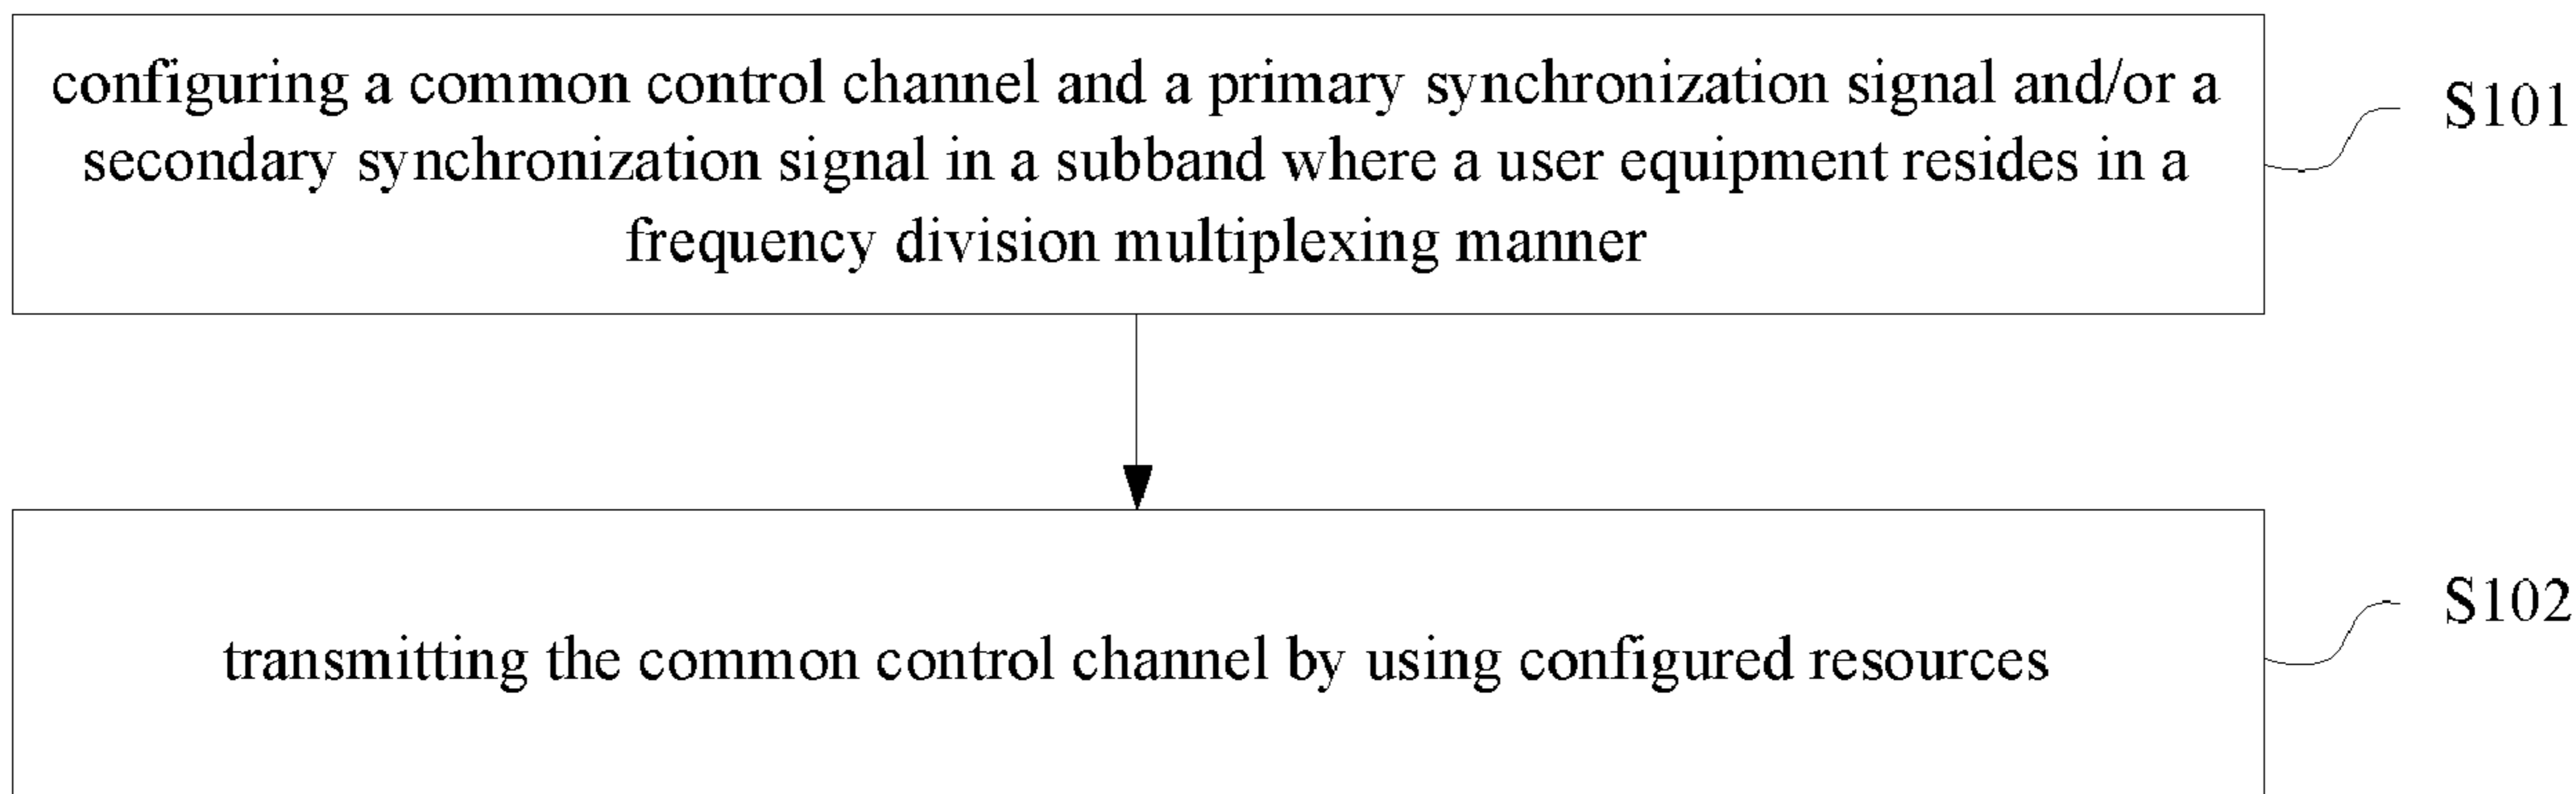 configuring a common control channel and a primary synchronization signal and/or a
secondary synchronization signal in a subband where a user equipment resides in a
frequency division multiplexing manner
S101
transmitting the common control channel by using configured resources
S102